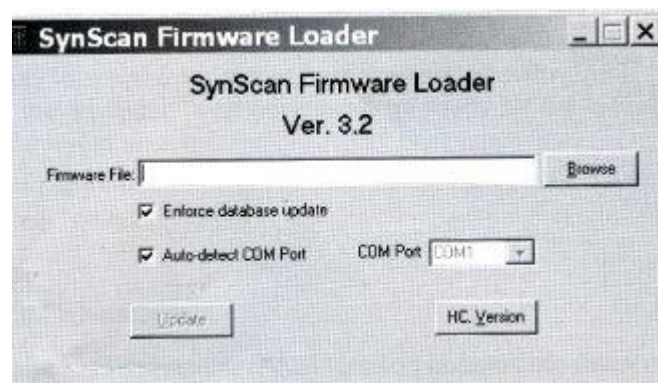 SynScan Firmware Loader
SynScan Firmware Loader
Ver. 3.2
Firmware File:
Browse
Enforce database update
Auto-detect COM Port
COM Port
COM1
Update
HC. Version